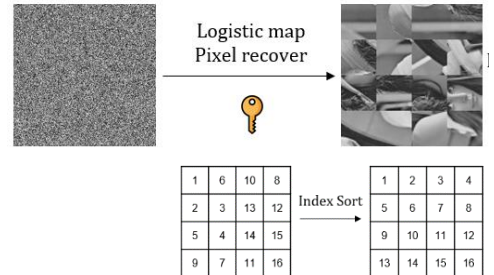 Logistic map
Pixel recover
1 6 10 8
2 3 13 12
5 4 14 15
9 7 11 16
Index Sort
1 2 3 4
5 6 7 8
9 10 11 12
13 14 15 16